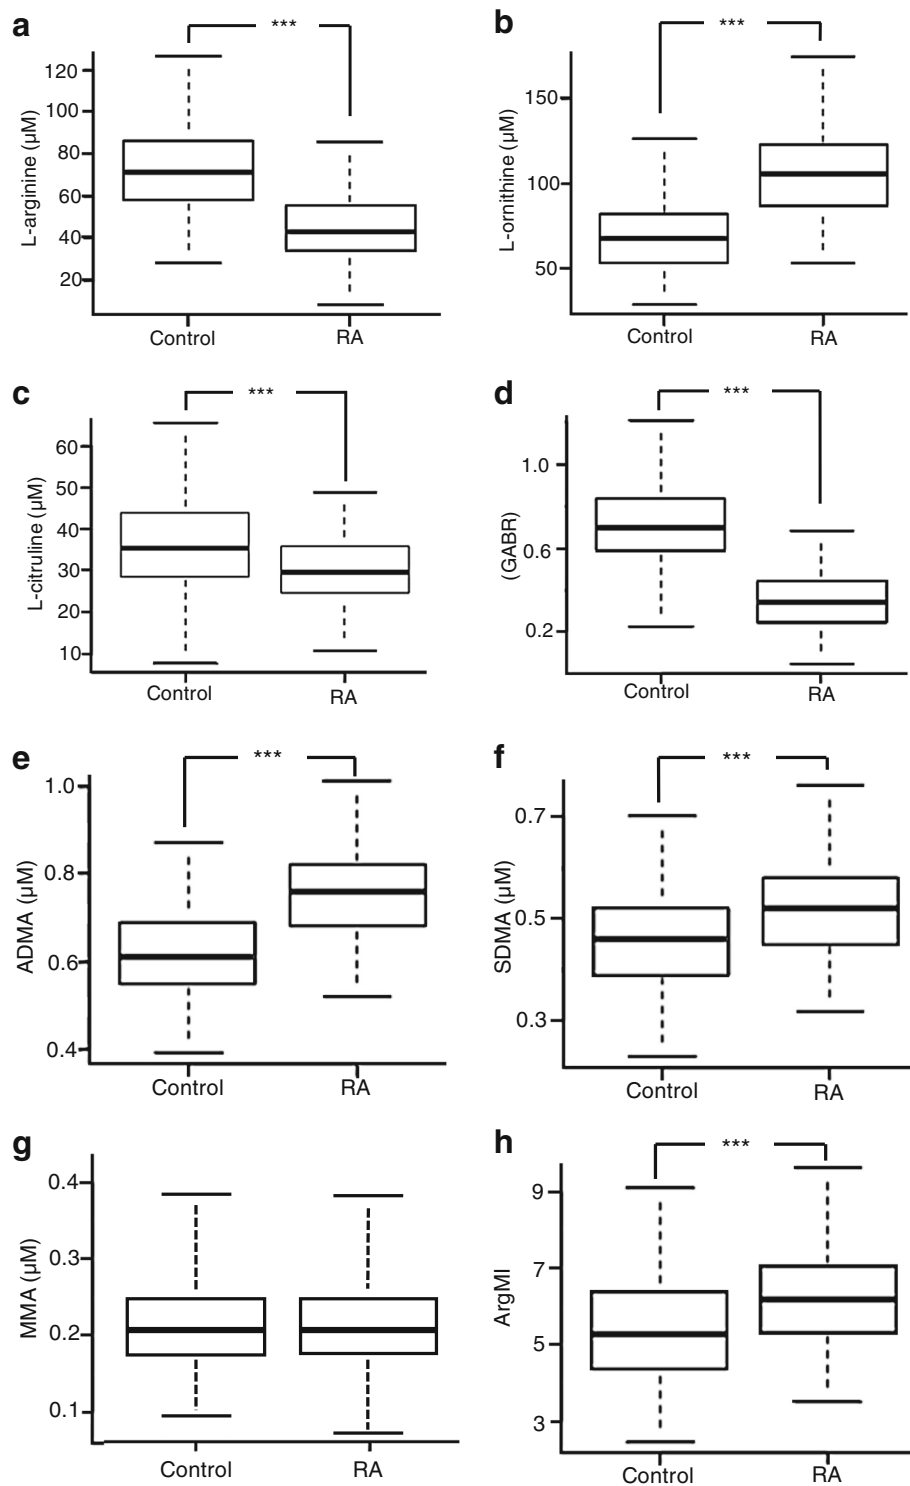 a
***
L-arginine (µM)
120
100
80
60
40
20
Control
RA
b
***
L-ornithine (µM)
150
100
50
Control
RA
c
***
L-citruline (µM)
60
50
40
30
20
10
Control
RA
d
***
(GABR)
1.0
0.6
0.2
Control
RA
e
***
ADMA (µM)
1.0
0.8
0.6
0.4
Control
RA
f
***
SDMA (µM)
0.7
0.5
0.3
Control
RA
g
MMA (µM)
0.4
0.3
0.2
0.1
Control
RA
h
***
ArgMI
9
7
5
3
Control
RA